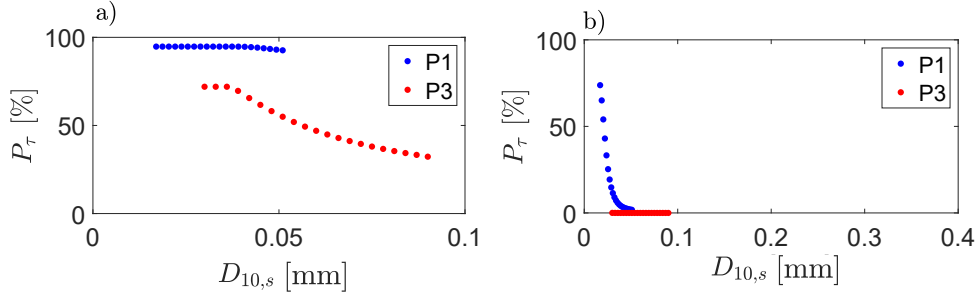 a)
100
50
0
P_τ [%]
P1
P3
0 0.05 0.1
D_{10,s} [mm]
b)
100
50
0
P_τ [%]
P1
P3
0 0.1 0.2 0.3 0.4
D_{10,s} [mm]